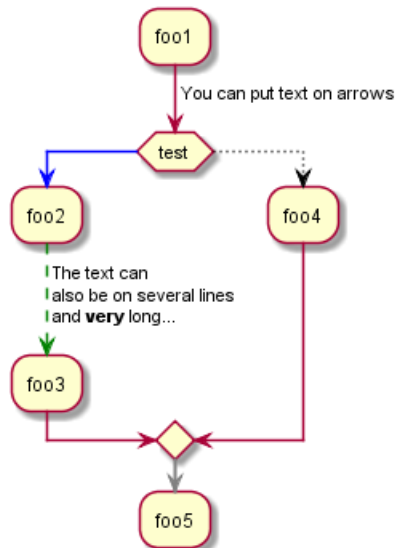 foo1
You can put text on arrows
test
foo2
foo4
The text can
also be on several lines
and very long...
foo3
foo5